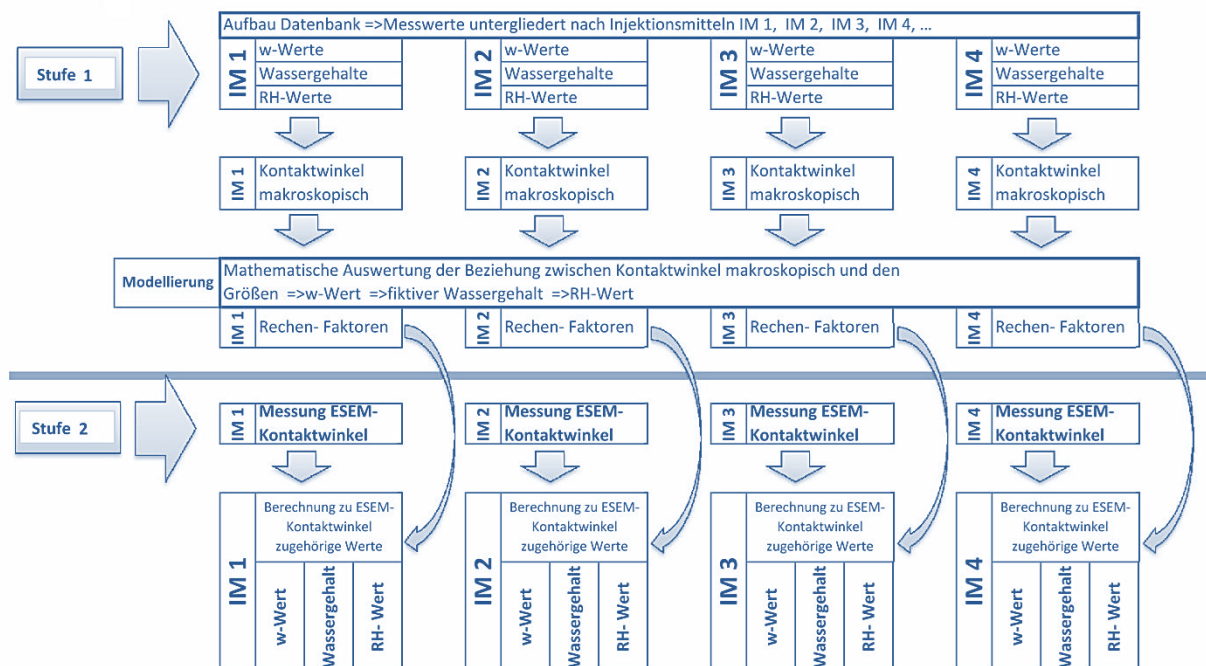 Aufbau Datenbank =>Messwerte untergliedert nach Injektionsmitteln IM 1, IM 2, IM 3, IM 4, ...
Stufe 1
IM 1
w-Werte
Wassergehalte
RH-Werte
IM 2
w-Werte
Wassergehalte
RH-Werte
IM 3
w-Werte
Wassergehalte
RH-Werte
IM 4
w-Werte
Wassergehalte
RH-Werte
IM 1
Kontaktwinkel
makroskopisch
IM 2
Kontaktwinkel
makroskopisch
IM 3
Kontaktwinkel
makroskopisch
IM 4
Kontaktwinkel
makroskopisch
Modellierung
Mathematische Auswertung der Beziehung zwischen Kontaktwinkel makroskopisch und den
Größen =>w-Wert =>fiktiver Wassergehalt =>RH-Wert
IM 1
Rechen- Faktoren
IM 2
Rechen- Faktoren
IM 3
Rechen- Faktoren
IM 4
Rechen- Faktoren
Stufe 2
IM 1
Messung ESEM-
Kontaktwinkel
IM 2
Messung ESEM-
Kontaktwinkel
IM 3
Messung ESEM-
Kontaktwinkel
IM 4
Messung ESEM-
Kontaktwinkel
IM 1
Berechnung zu ESEM-
Kontaktwinkel
zugehörige Werte
w-Wert
Wassergehalt
RH- Wert
IM 2
Berechnung zu ESEM-
Kontaktwinkel
zugehörige Werte
w-Wert
Wassergehalt
RH- Wert
IM 3
Berechnung zu ESEM-
Kontaktwinkel
zugehörige Werte
w-Wert
Wassergehalt
RH- Wert
IM 4
Berechnung zu ESEM-
Kontaktwinkel
zugehörige Werte
w-Wert
Wassergehalt
RH- Wert